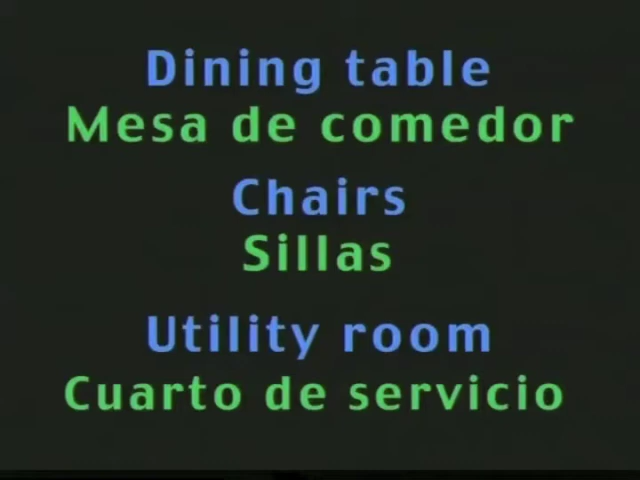 Dining table
Mesa de comedor
Chairs
Sillas
Utility room
Cuarto de servicio